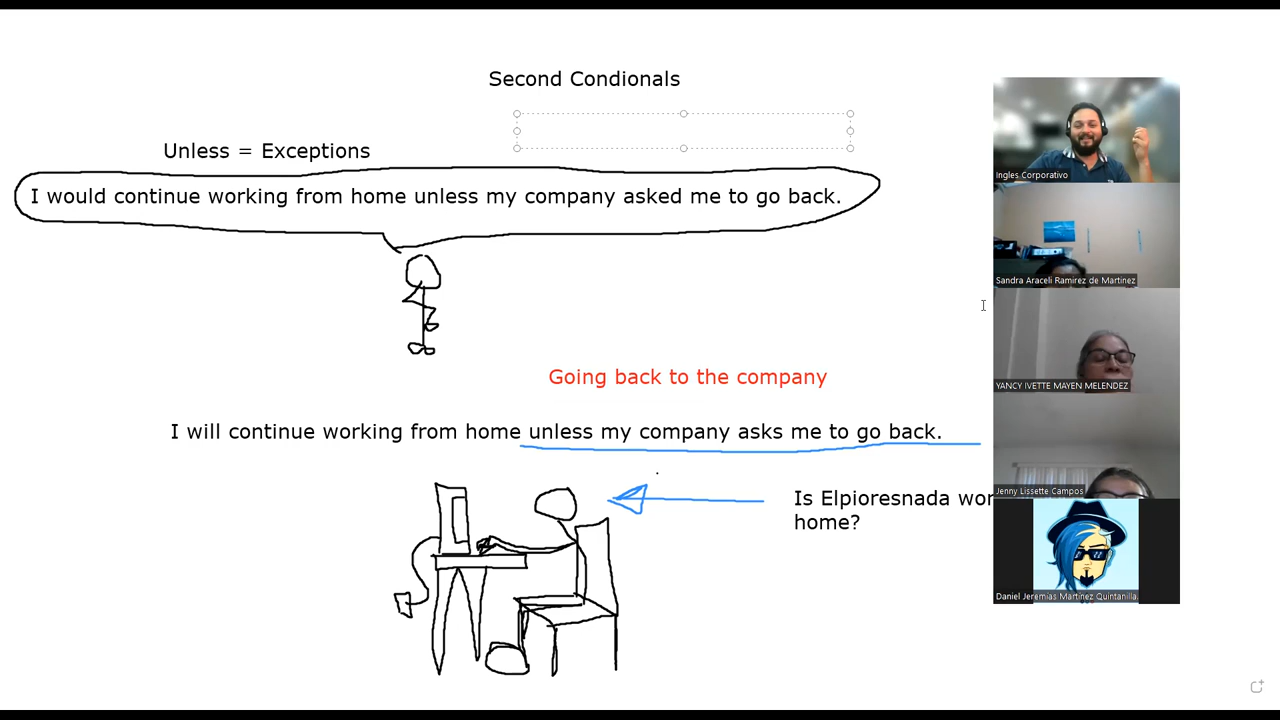 Second Condionals
Unless = Exceptions
I would continue working from home unless my company asked me to go back.
Going back to the company
I will continue working from home unless my company asks me to go back.
Is Elpioresnada
home?
Ingles Corporativo
Sandra Araceli Ramirez de Martinez
YANCY IVETTE MAYEN MELENDEZ
Jenny Lissette Campos
Daniel Jeremias Martínez Quintanilla